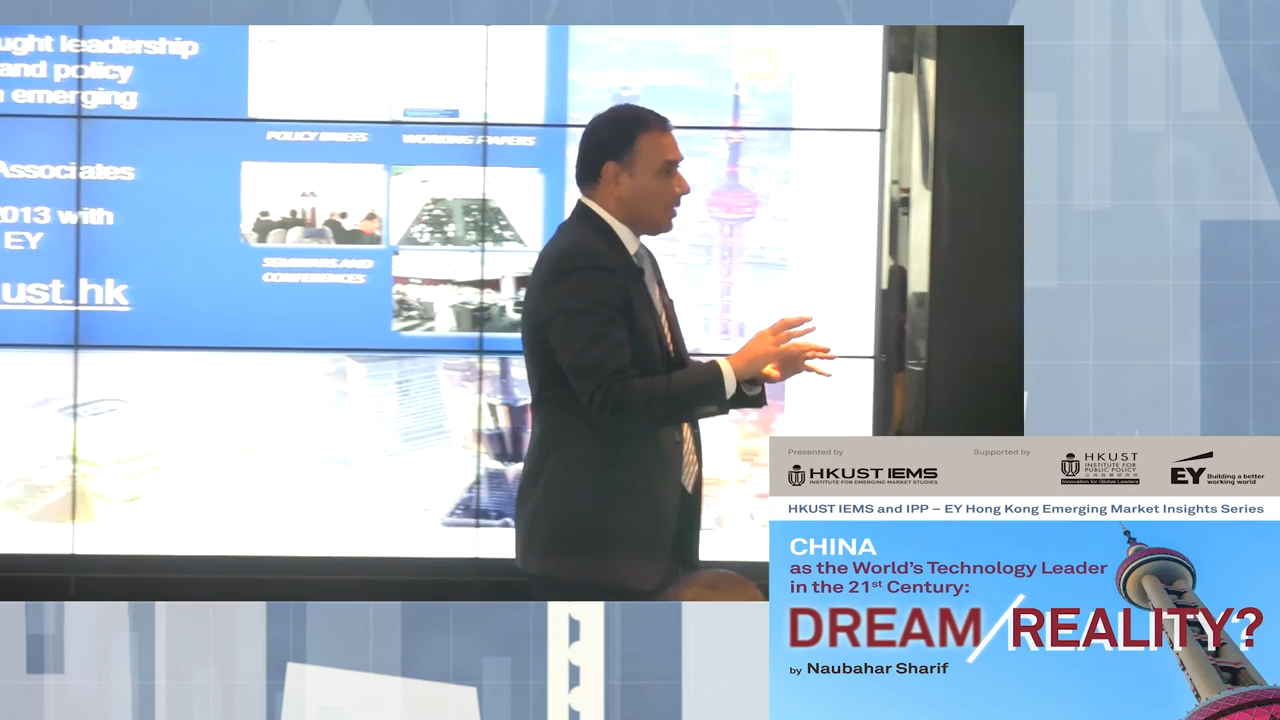 ught leadership
and policy
emerging
POLICY BRIEFS
WORKING PAPERS
Associates
2013 with
EY
SEMINARS AND
CONFERENCES
ust.hk
Presented by
HKUST IEMS
INSTITUTE FOR EMERGING MARKET STUDIES
Supported by
HKUST
INSTITUTE FOR
PUBLIC POLICY
Innovation for Global Leaders
EY
Building a better
working world
HKUST IEMS and IPP – EY Hong Kong Emerging Market Insights Series
CHINA
as the World's Technology Leader
in the 21st Century:
DREAM/REALITY?
by Naubahar Sharif